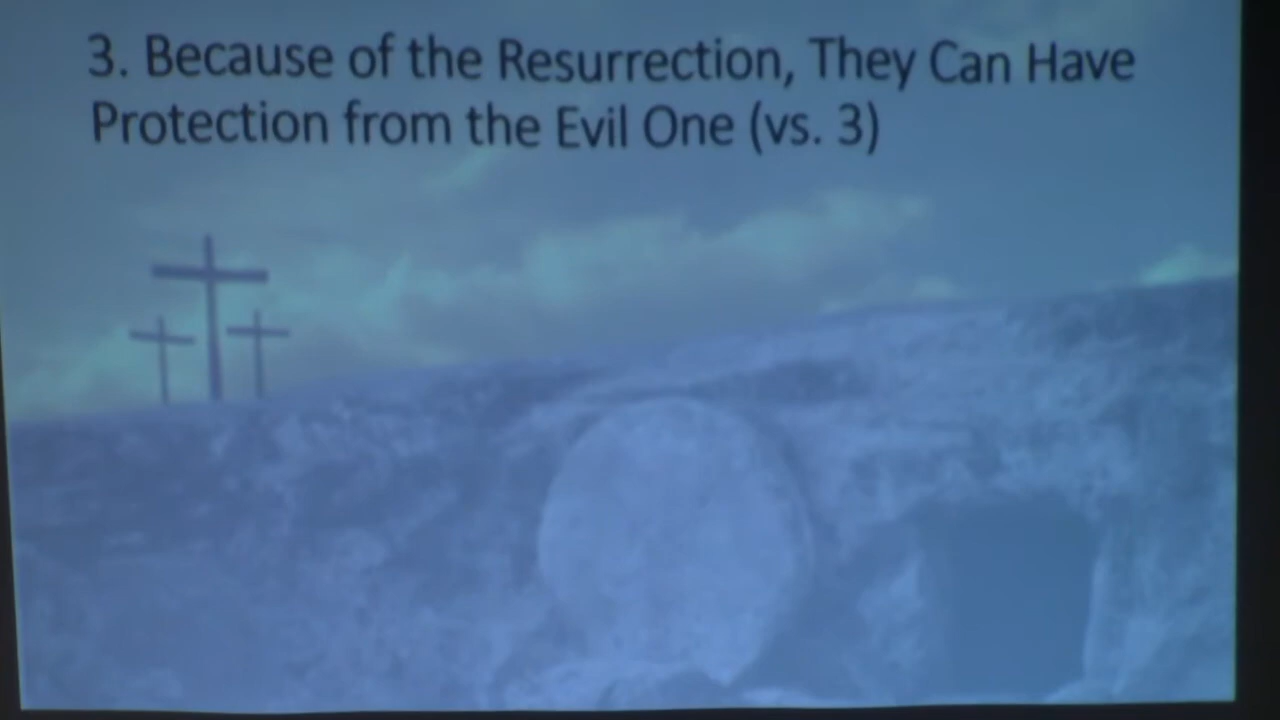 3. Because of the Resurrection, They Can Have
Protection from the Evil One (vs. 3)